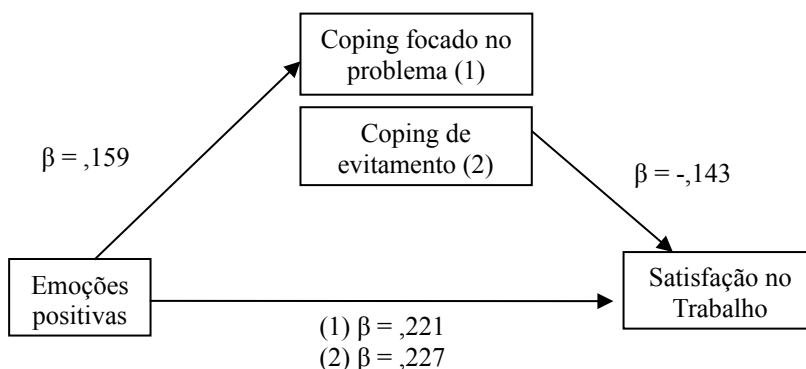 Coping focado no
problema (1)
Coping de
evitamento (2)
β = ,159
β = -,143
Emoções
positivas
Satisfação no
Trabalho
(1) β = ,221
(2) β = ,227